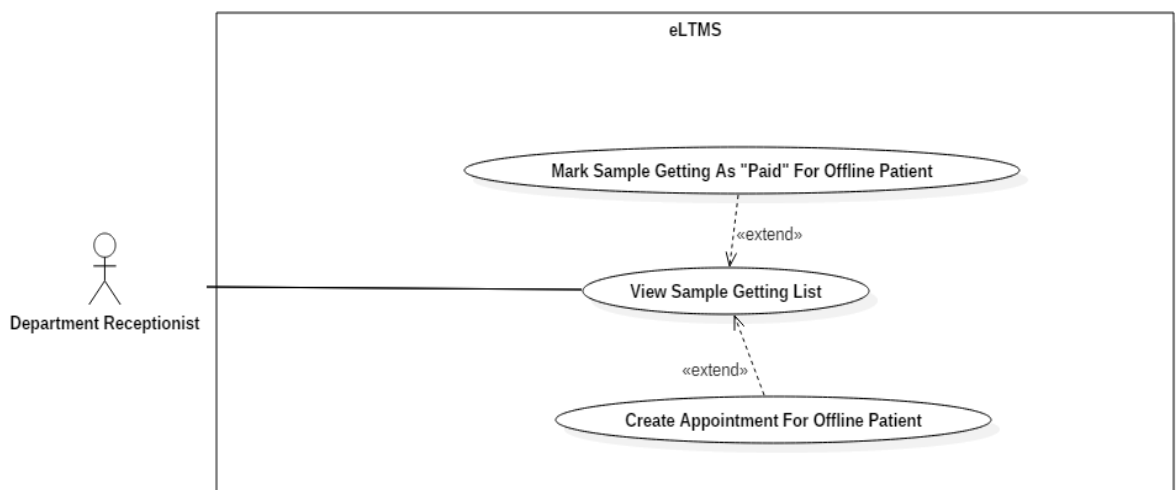 eLTMS
Mark Sample Getting As "Paid" For Offline Patient
«extend»
View Sample Getting List
Department Receptionist
«extend»
Create Appointment For Offline Patient